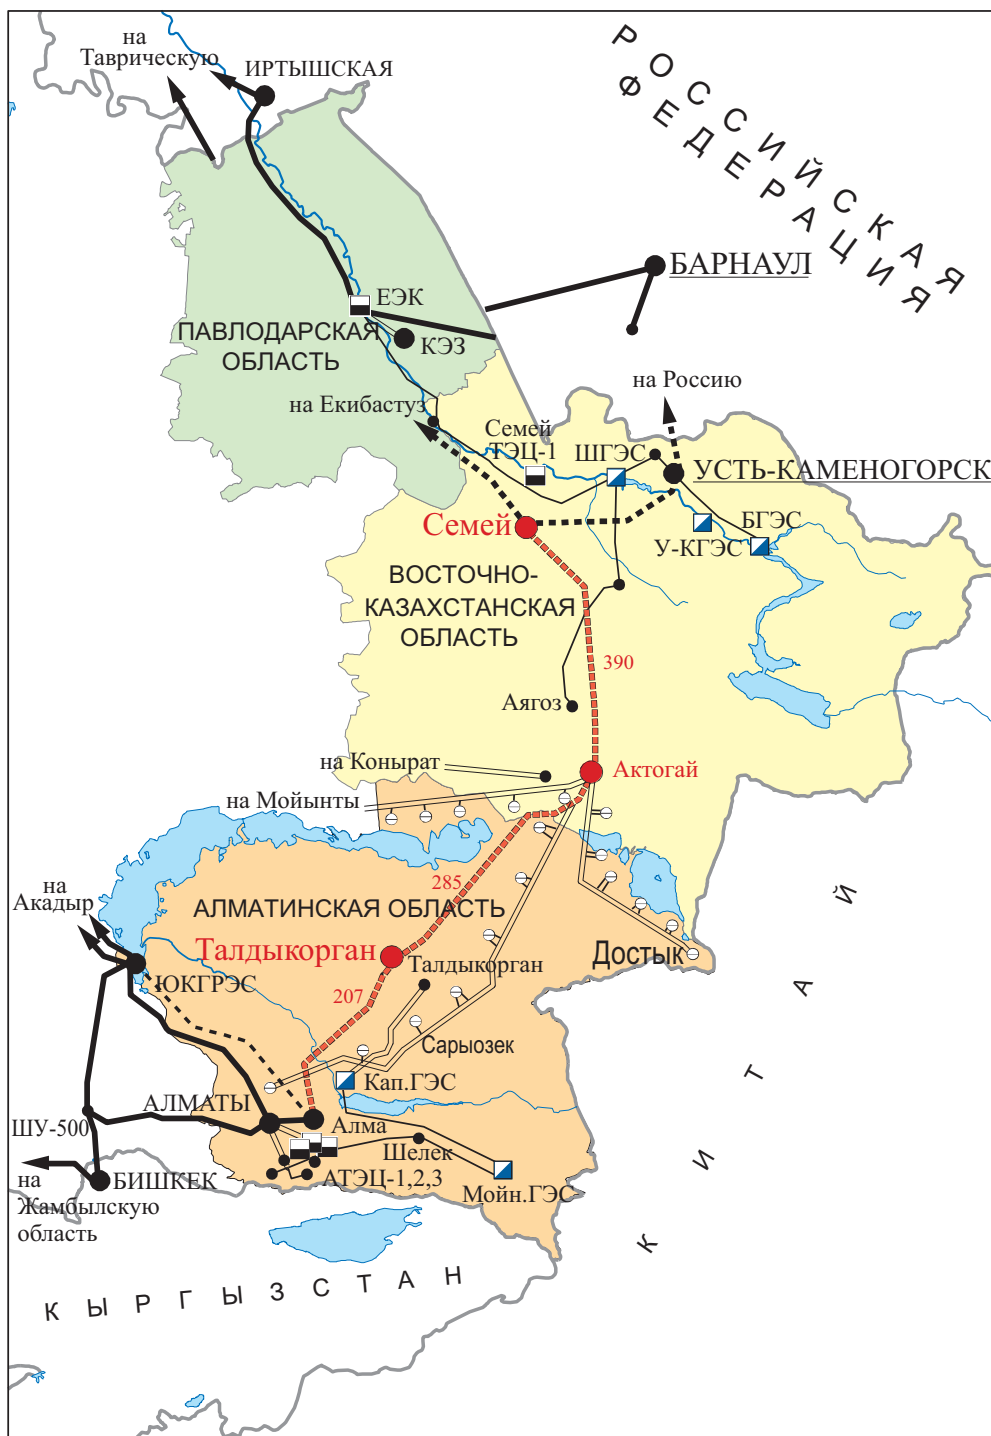 на
Таврическую
ИРТЫШСКАЯ
РОССИЙСКАЯ
ФЕДЕРАЦИЯ
БАРНАУЛ
ЕЭК
ПАВЛОДАРСКАЯ
ОБЛАСТЬ
КЭЗ
на Россию
на Екибастуз
Семей
ТЭЦ-1
ШГЭС
УСТЬ-КАМЕНОГОРСК
Семей
БГЭС
У-КГЭС
ВОСТОЧНО-
КАЗАХСТАНСКАЯ
ОБЛАСТЬ
390
Аягоз
на Конырат
Актогай
на Мойынты
285
на
Акадыр
АЛМАТИНСКАЯ ОБЛАСТЬ
Талдыкорган
Достык
Талдыкорган
ЮКГРЭС
207
Сарыозек
Кап.ГЭС
АЛМАТЫ
Алма
ШУ-500
Шелек
АТЭЦ-1,2,3
Мойн.ГЭС
БИШКЕК
на
Жамбылскую
область
КИТАЙ
КЫРГЫЗСТАН